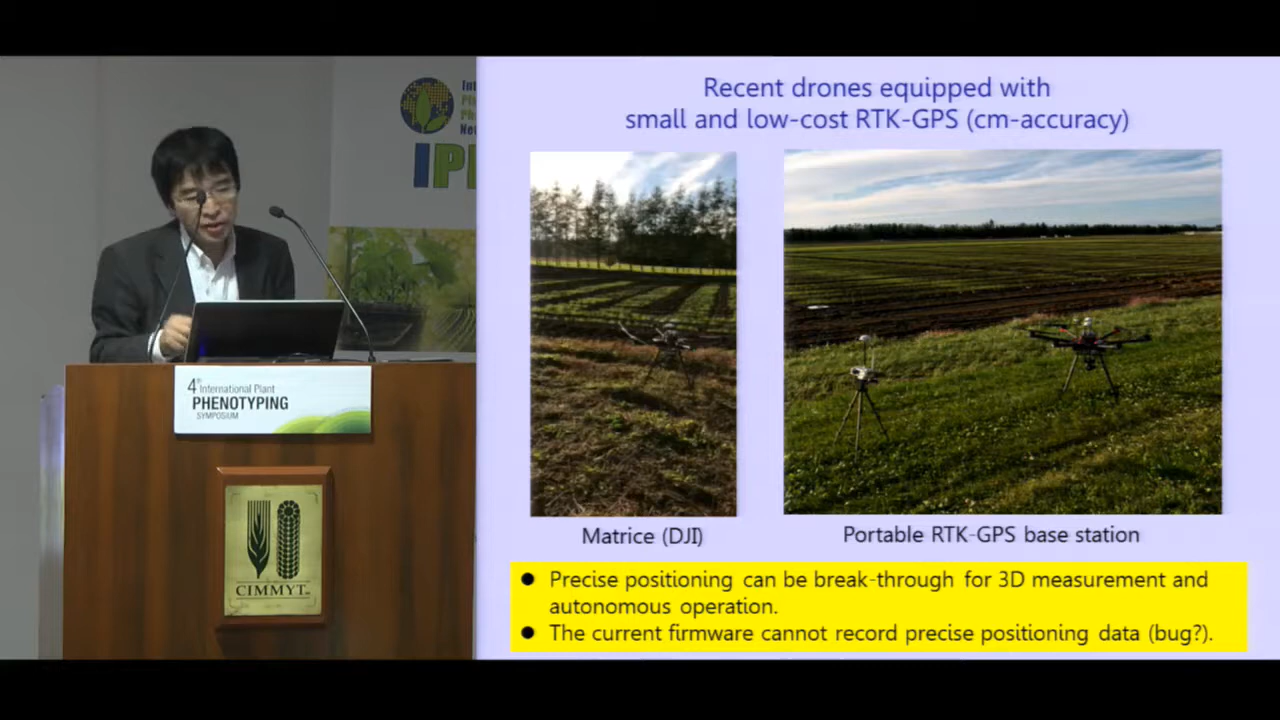 Recent drones equipped with
small and low-cost RTK-GPS (cm-accuracy)
Matrice (DJI)
Portable RTK-GPS base station
● Precise positioning can be break-through for 3D measurement and
autonomous operation.
● The current firmware cannot record precise positioning data (bug?).
4th International Plant
PHENOTYPING
SYMPOSIUM
CIMMYT